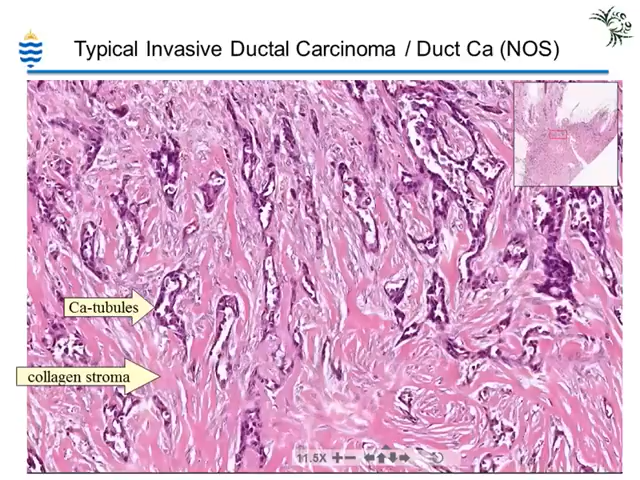 Typical Invasive Ductal Carcinoma / Duct Ca (NOS)
Ca-tubules
collagen stroma
11.5X